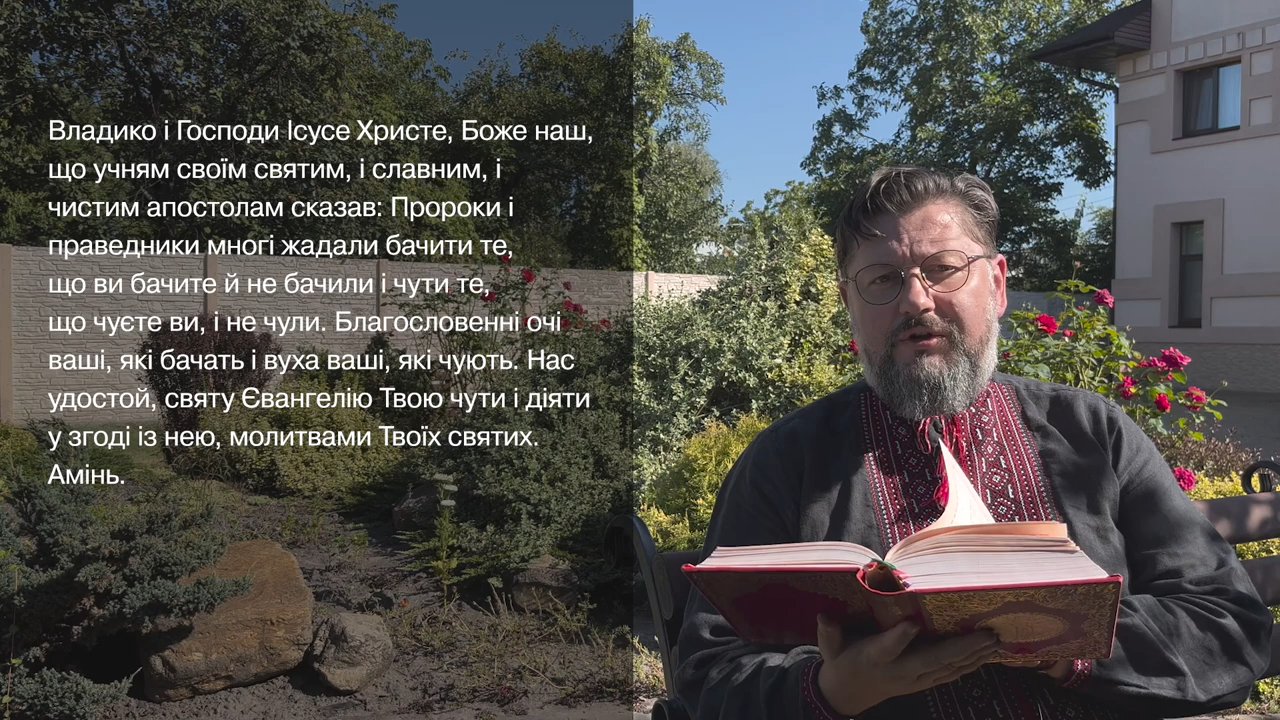 Владико і Господи Ісусе Христе, Боже наш,
що учням своїм святим, і славним, і
чистим апостолам сказав: Пророки і
праведники многі жадали бачити те,
що ви бачите й не бачили і чути те,
що чуєте ви, і не чули. Благословенні очі
ваші, які бачать і вуха ваші, які чують. Нас
удостой, святу Євангелію Твою чути і діяти
у згоді із нею, молитвами Твоїх святих.
Амінь.